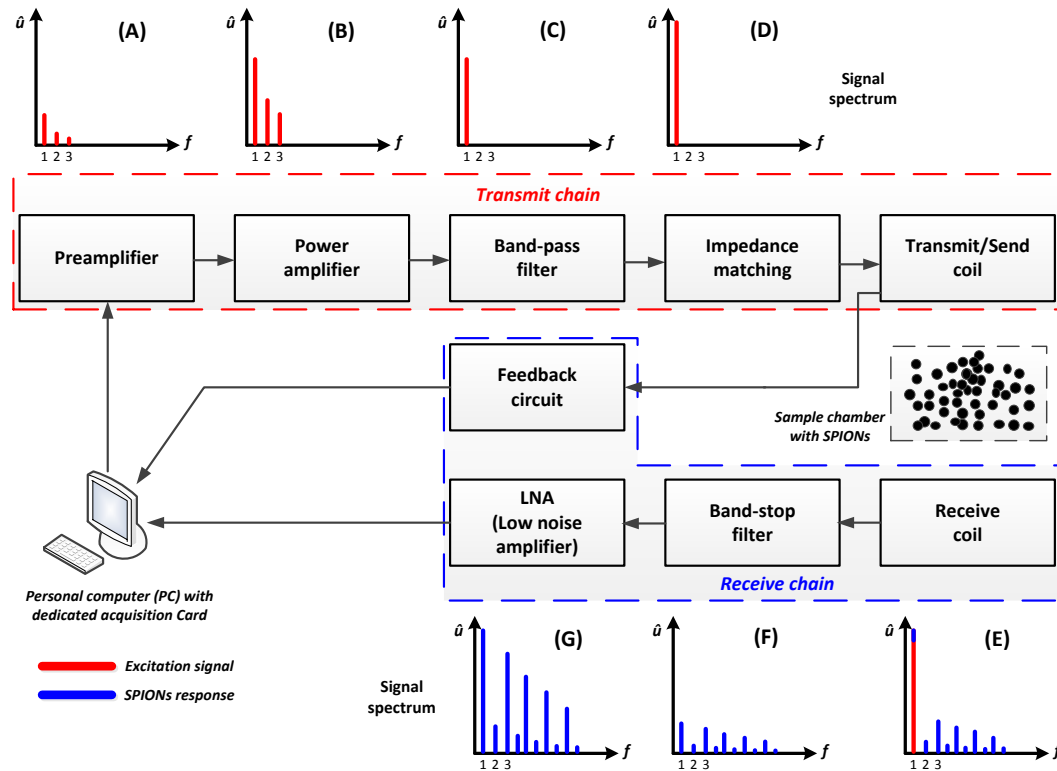 û
(A)
f
1 2 3
û
(B)
f
1 2 3
û
(C)
f
1 2 3
û
(D)
f
1 2 3
Signal
spectrum
Transmit chain
Preamplifier
Power
amplifier
Band-pass
filter
Impedance
matching
Transmit/Send
coil
Feedback
circuit
Sample chamber
with SPIONs
LNA
(Low noise
amplifier)
Band-stop
filter
Receive
coil
Receive chain
Personal computer (PC) with
dedicated acquisition Card
Excitation signal
SPIONs response
Signal
spectrum
û
(G)
f
1 2 3
û
(F)
f
1 2 3
û
(E)
f
1 2 3